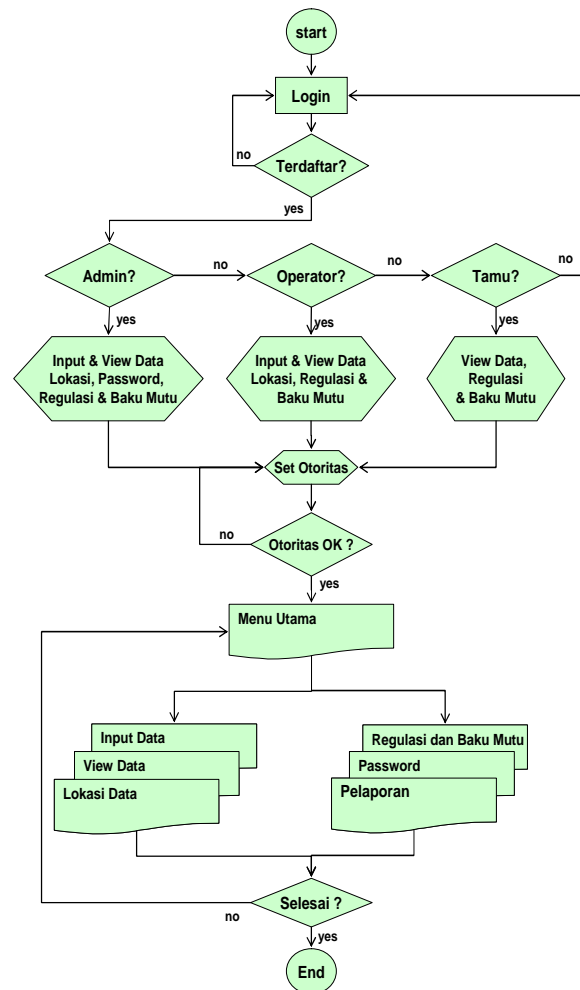 start
Login
no
Terdaftar?
yes
Admin?
no
Operator?
no
Tamu?
no
yes
yes
yes
Input & View Data
Lokasi, Password,
Regulasi & Baku Mutu
Input & View Data
Lokasi, Regulasi &
Baku Mutu
View Data,
Regulasi
& Baku Mutu
Set Otoritas
no
Otoritas OK ?
yes
Menu Utama
Input Data
View Data
Lokasi Data
Regulasi dan Baku Mutu
Password
Pelaporan
Selesai ?
no
yes
End